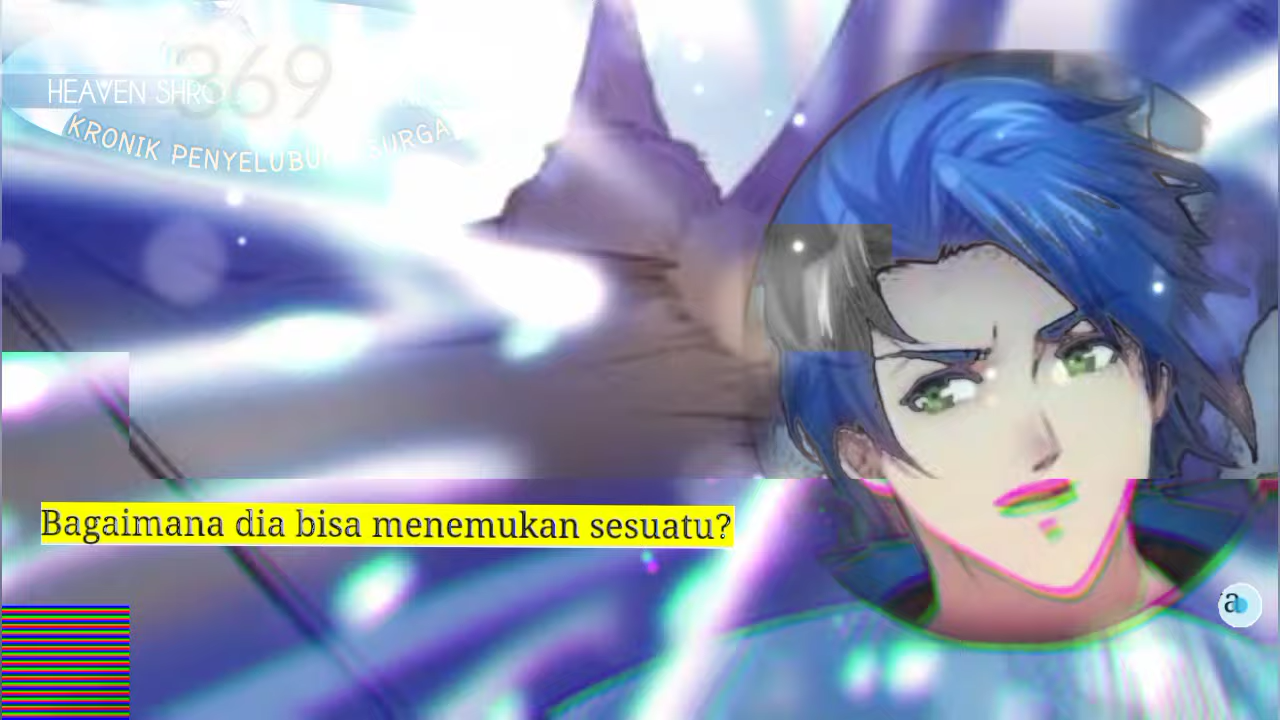 369
HEAVEN SHRO
KRONIK PENYELUBU SURGA
Bagaimana dia bisa menemukan sesuatu?
a